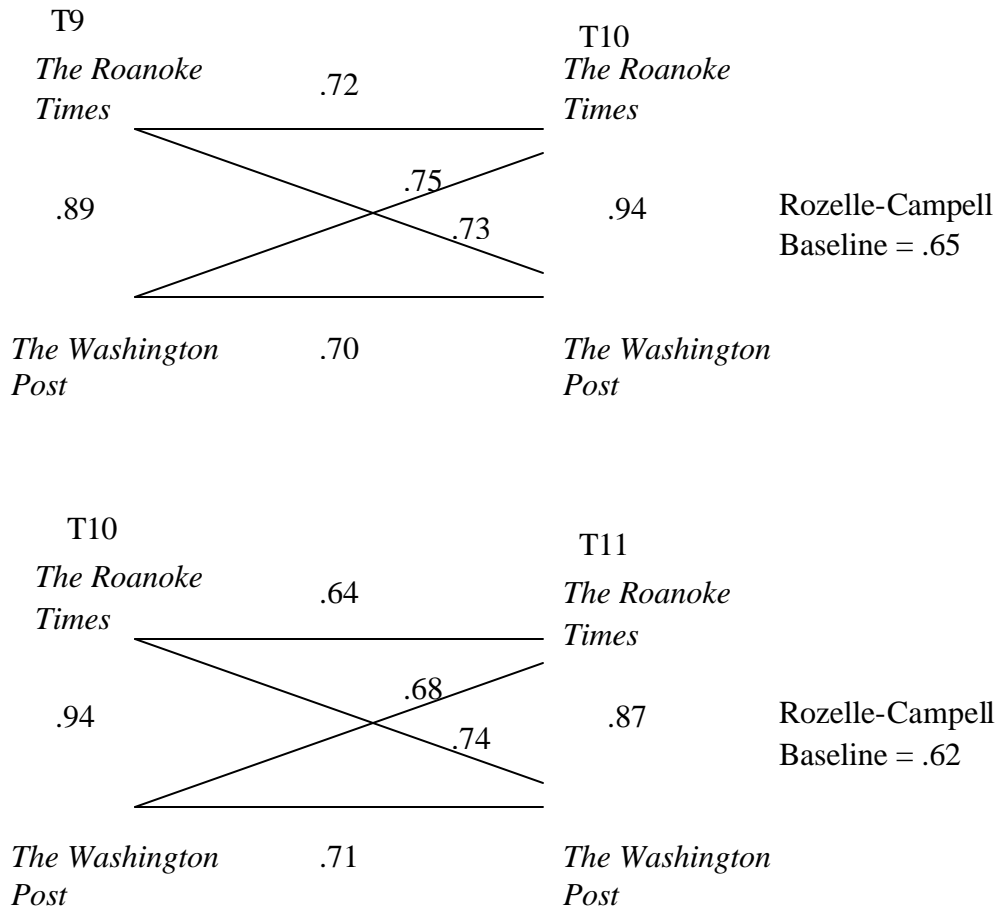 T9
T10
The Roanoke
Times
.72
The Roanoke
Times
.75
.89
.73
.94
Rozelle-Campell
Baseline = .65
The Washington
Post
.70
The Washington
Post
T10
T11
The Roanoke
Times
.64
The Roanoke
Times
.68
.94
.74
.87
Rozelle-Campell
Baseline = .62
The Washington
Post
.71
The Washington
Post